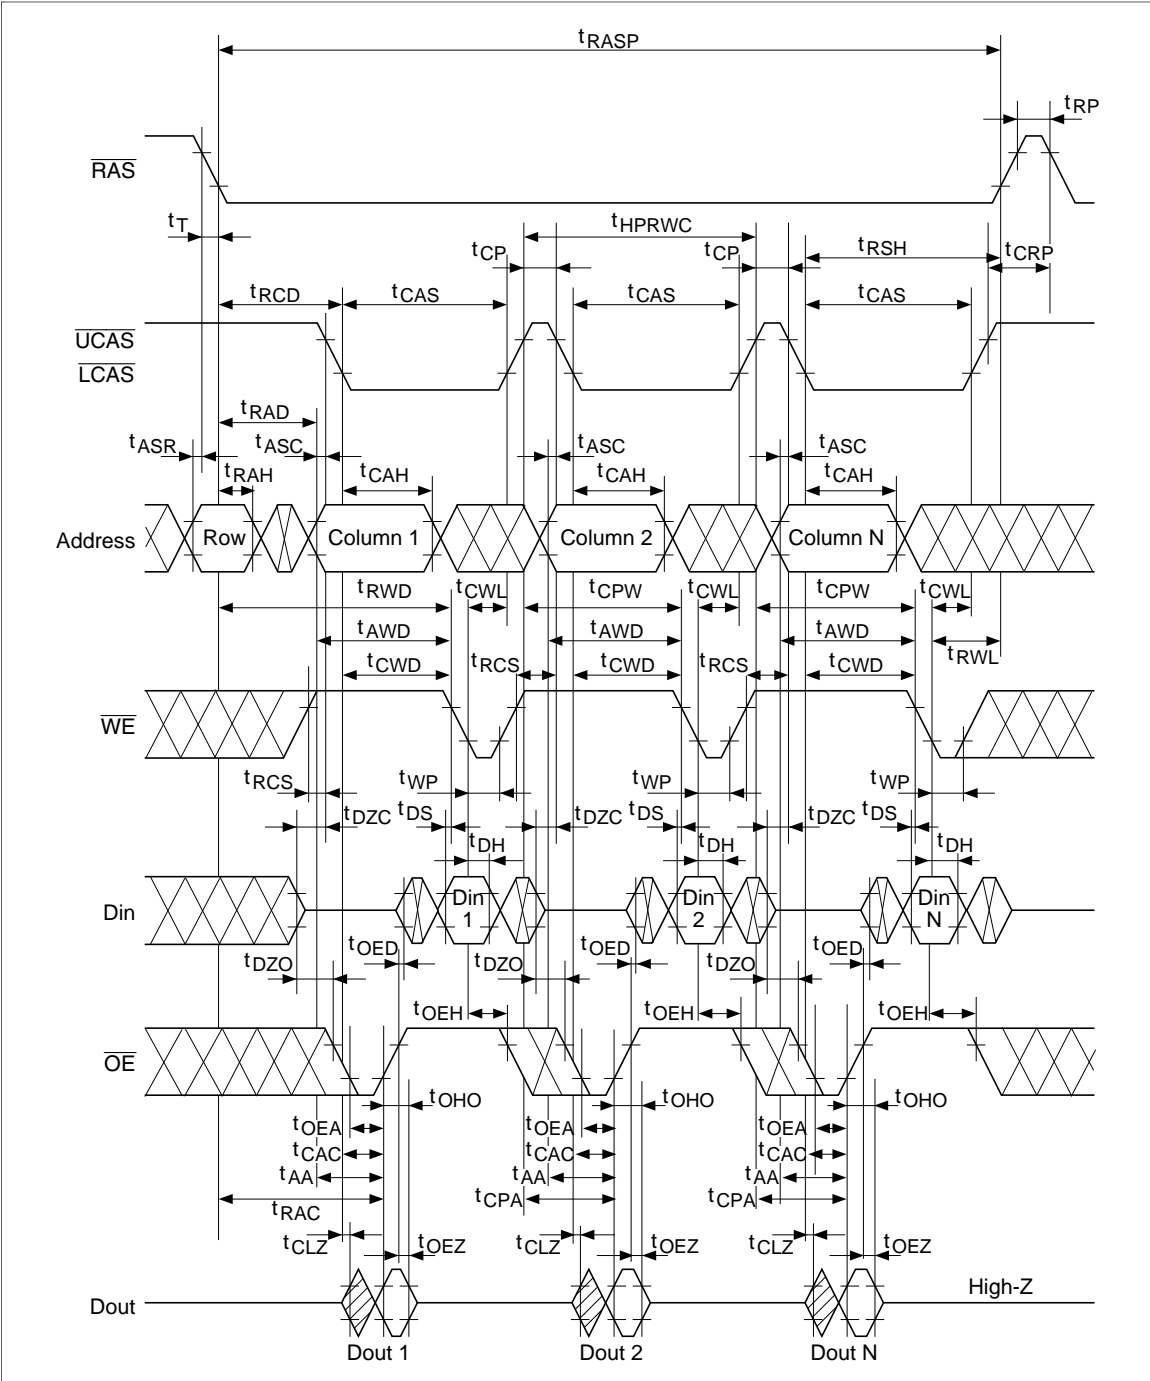 tRASP
tRP
RAS
tT
tHPRWC
tCP
tCP
tRSH
tCRP
tRCD
tCAS
tCAS
tCAS
UCAS
LCAS
tRAD
tASR
tASC
tASC
tASC
tRAH
tCAH
tCAH
tCAH
Address
Row
Column 1
Column 2
Column N
tRWD
tCWL
tCPW
tCWL
tCPW
tCWL
tAWD
tAWD
tAWD
tRWL
tCWD
tRCS
tCWD
tRCS
tCWD
WE
tRCS
tWP
tWP
tWP
tDZC
tDS
tDZC
tDS
tDZC
tDS
tDH
tDH
tDH
Din
Din 1
Din 2
Din N
tDZO
tOED
tDZO
tOED
tDZO
tOED
tOEH
tOEH
tOEH
OE
tOHO
tOHO
tOHO
tOEA
tOEA
tOEA
tCAC
tCAC
tCAC
tAA
tAA
tAA
tRAC
tCPA
tCPA
tCLZ
tOEZ
tCLZ
tOEZ
tCLZ
tOEZ
Dout
High-Z
Dout 1
Dout 2
Dout N